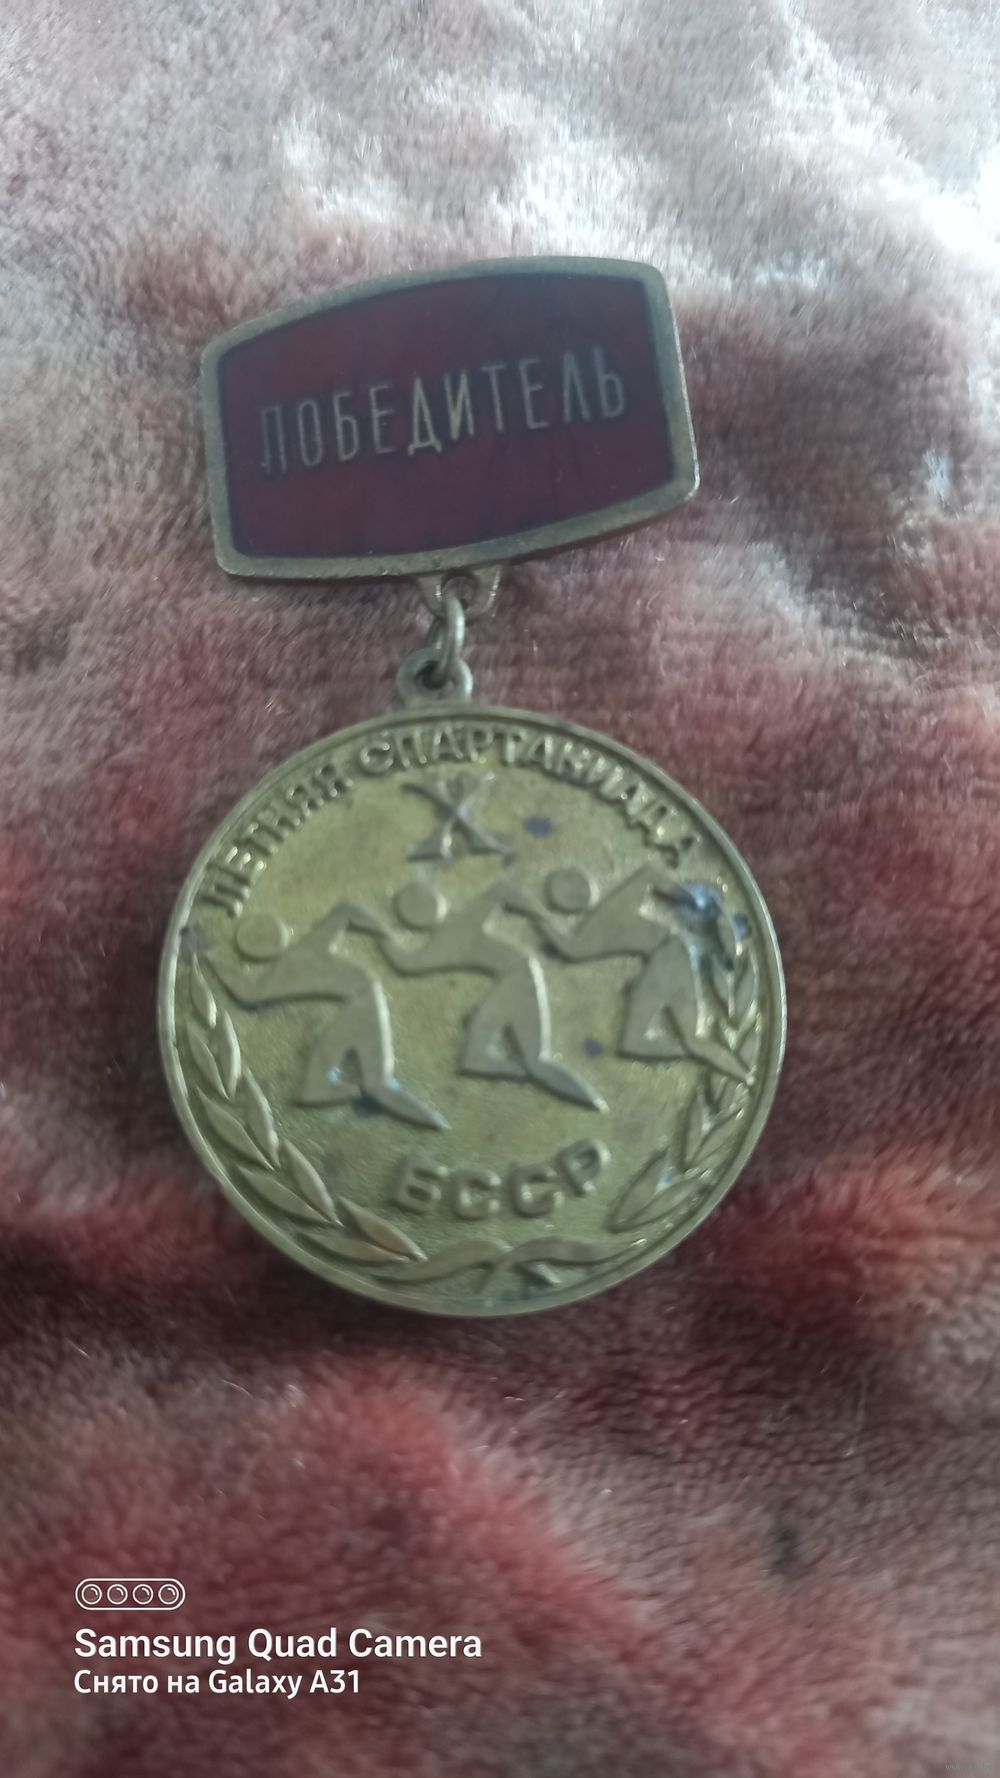 ПОБЕДИТЕЛЬ
ЛЕТНЯЯ СПАРТАКИАДА
X
БССР
Samsung Quad Camera
Снято на Galaxy A31